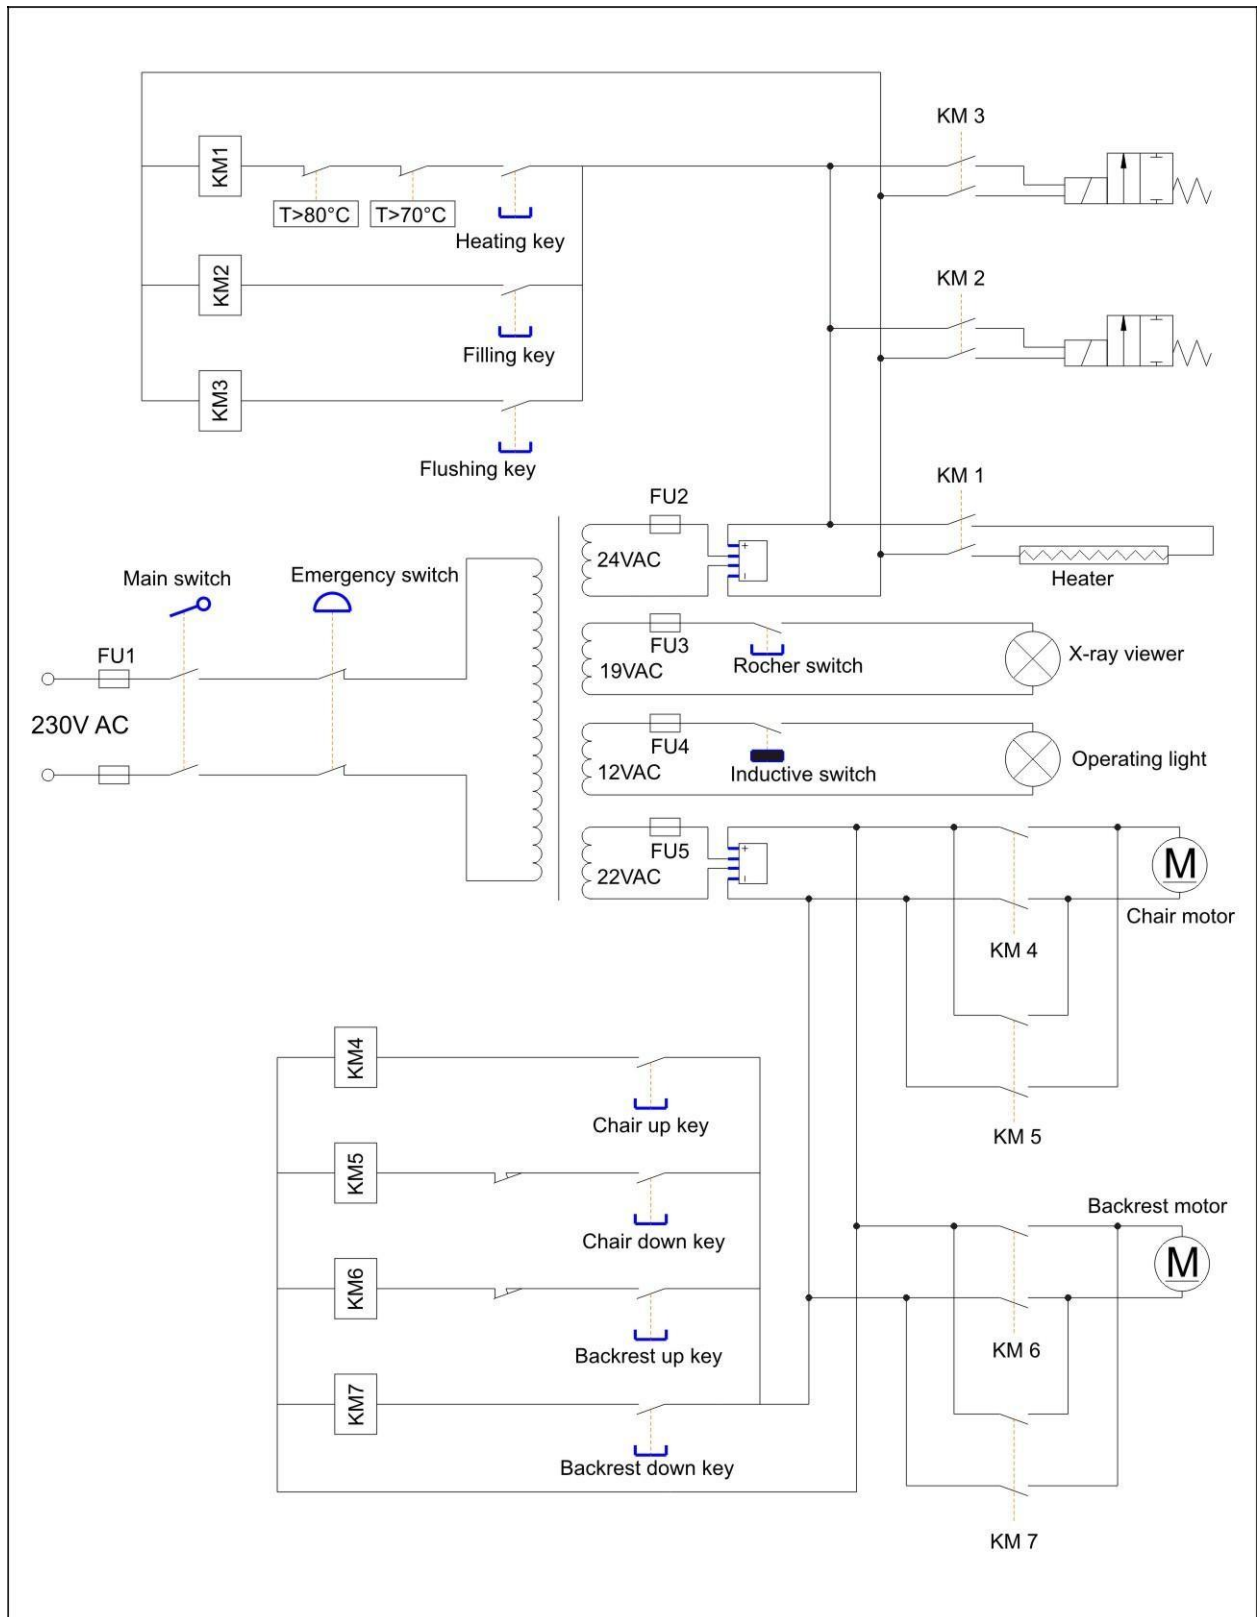 KM 3
KM1
T>80°C
T>70°C
Heating key
KM2
KM 2
Filling key
KM3
Flushing key
KM 1
FU2
24VAC
+
-
Heater
Main switch
Emergency switch
FU1
230V AC
FU3
19VAC
Rocher switch
X-ray viewer
FU4
12VAC
Inductive switch
Operating light
FU5
22VAC
+
-
M
Chair motor
KM 4
KM4
Chair up key
KM 5
KM5
Chair down key
Backrest motor
M
KM6
Backrest up key
KM 6
KM7
Backrest down key
KM 7